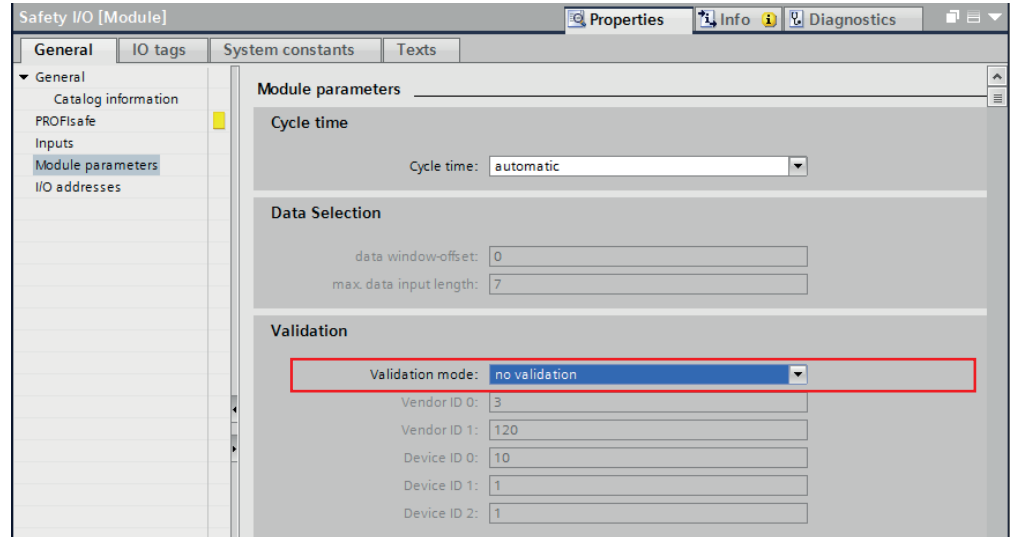 Safety I/O [Module]
Properties
Info
Diagnostics
General
IO tags
System constants
Texts
General
Catalog information
PROFIsafe
Inputs
Module parameters
I/O addresses
Module parameters
Cycle time
Cycle time: automatic
Data Selection
data window-offset: 0
max. data input length: 7
Validation
Validation mode: no validation
Vendor ID 0: 3
Vendor ID 1: 120
Device ID 0: 10
Device ID 1: 1
Device ID 2: 1